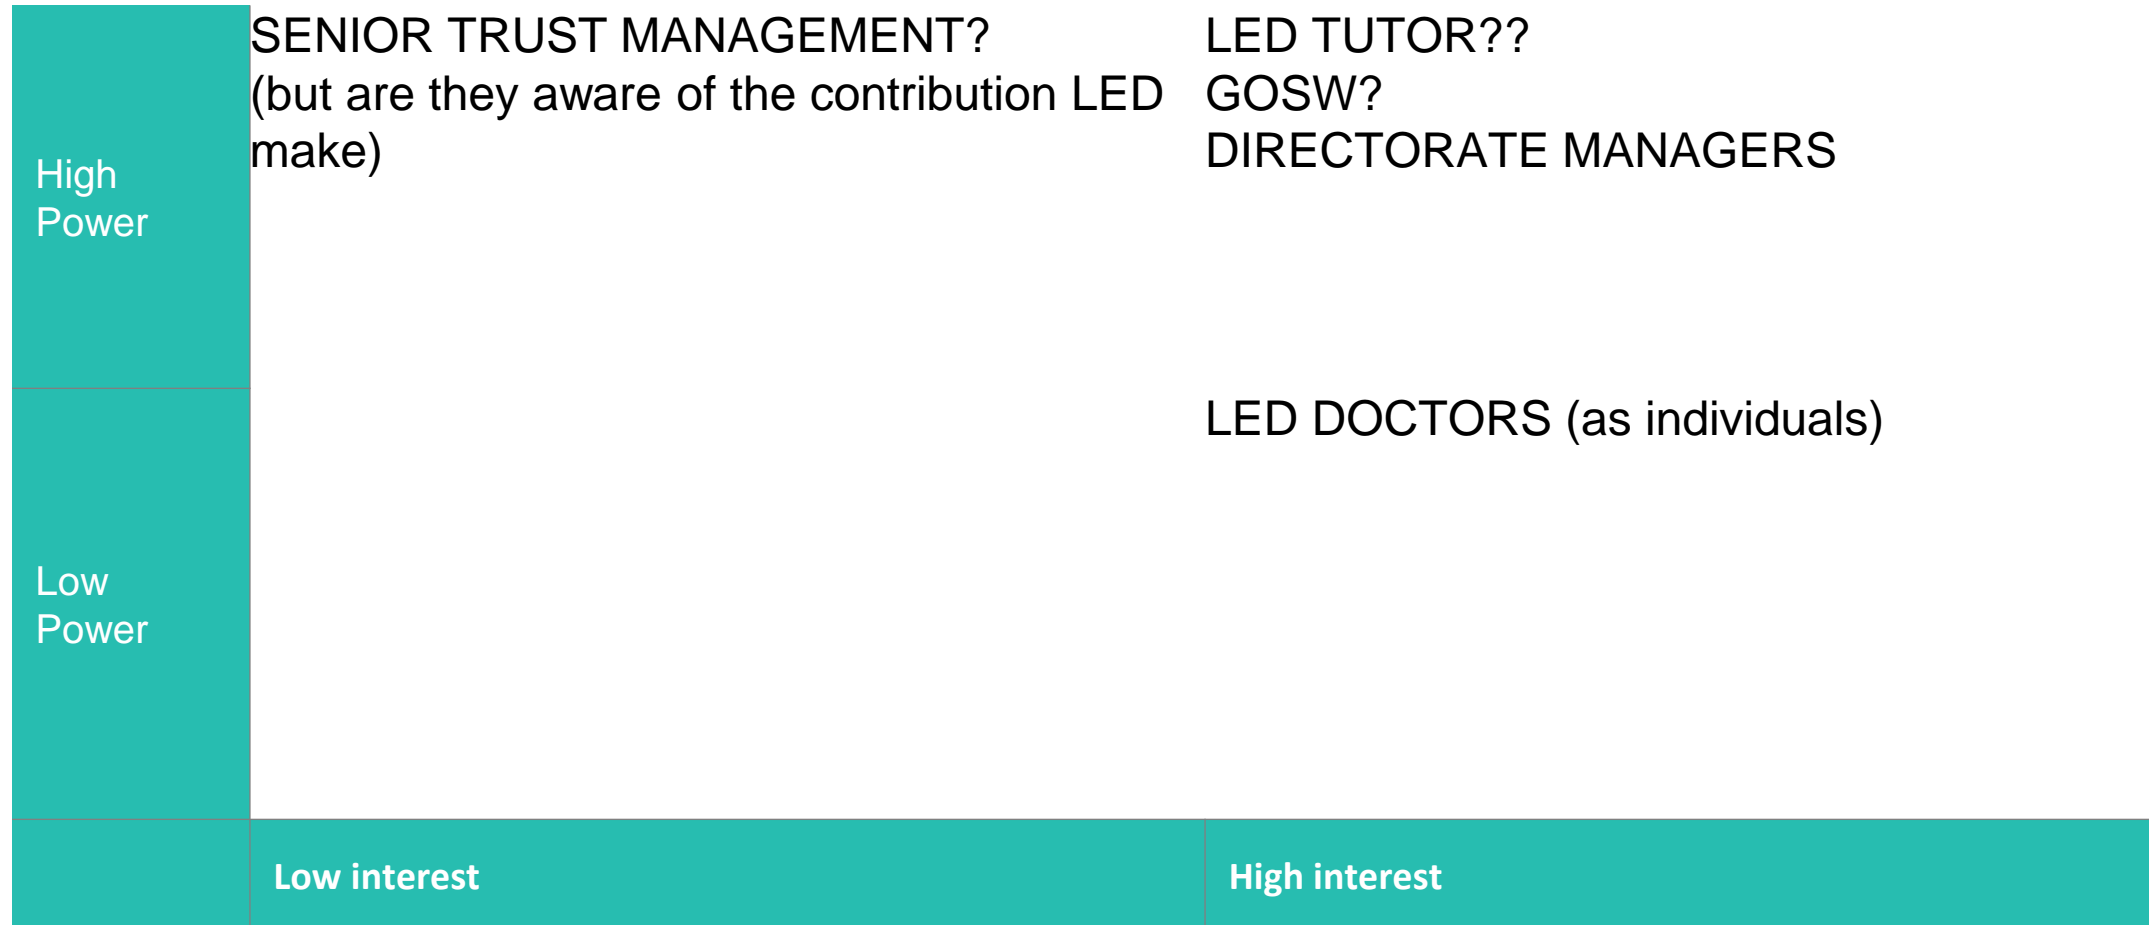 High
Power
SENIOR TRUST MANAGEMENT?
(but are they aware of the contribution LED
make)
LED TUTOR??
GOSW?
DIRECTORATE MANAGERS
Low
Power
LED DOCTORS (as individuals)
Low interest
High interest